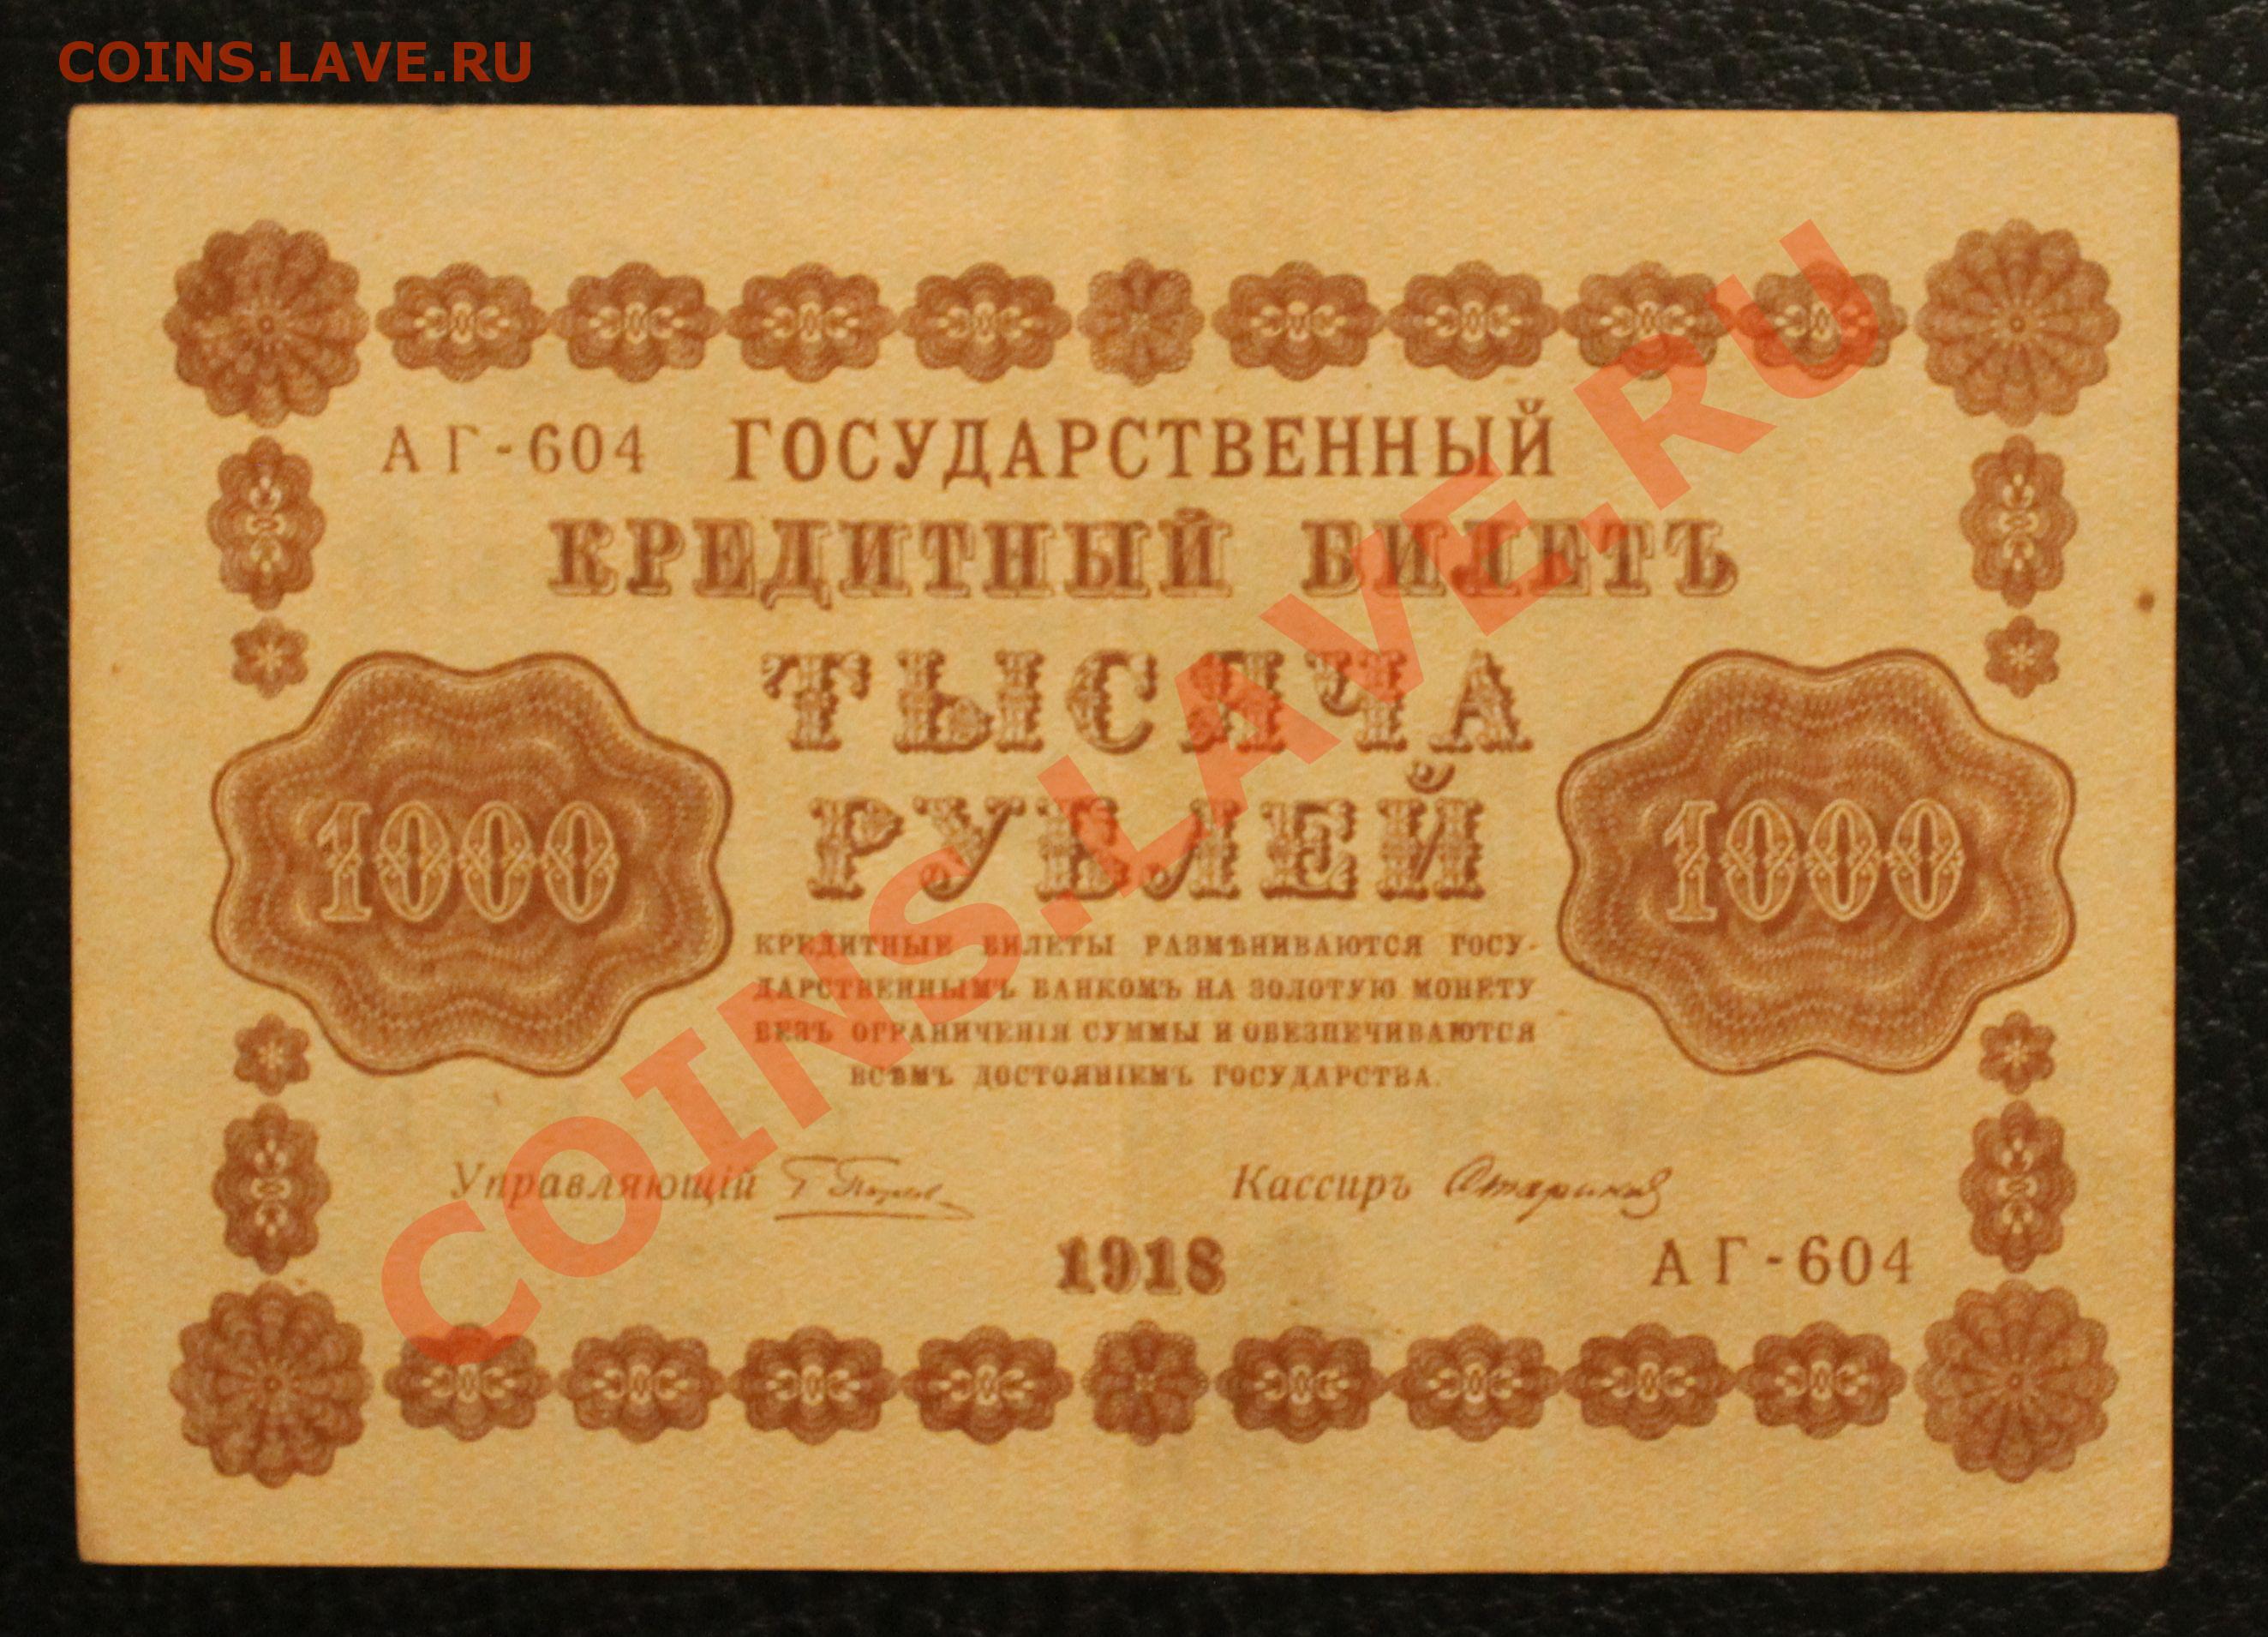 COINS.LAVE.RU
АГ-604 ГОСУДАРСТВЕННЫЙ
КРЕДИТНЫЙ БИЛЕТЪ
ТЫСЯЧА
РУБЛЕЙ
1000 1000
КРЕДИТНЫЕ БИЛЕТЫ РАЗМѢНИВАЮТСЯ ГОСУ-
ДАРСТВЕННЫМЪ БАНКОМЪ НА ЗОЛОТУЮ МОНЕТУ
БЕЗЪ ОГРАНИЧЕНІЯ СУММЫ И ОБЕЗПЕЧИВАЮТСЯ
ВСѢМЪ ДОСТОЯНІЕМЪ ГОСУДАРСТВА.
Управляющій Кассиръ
1918
АГ-604
COINS.LAVE.RU